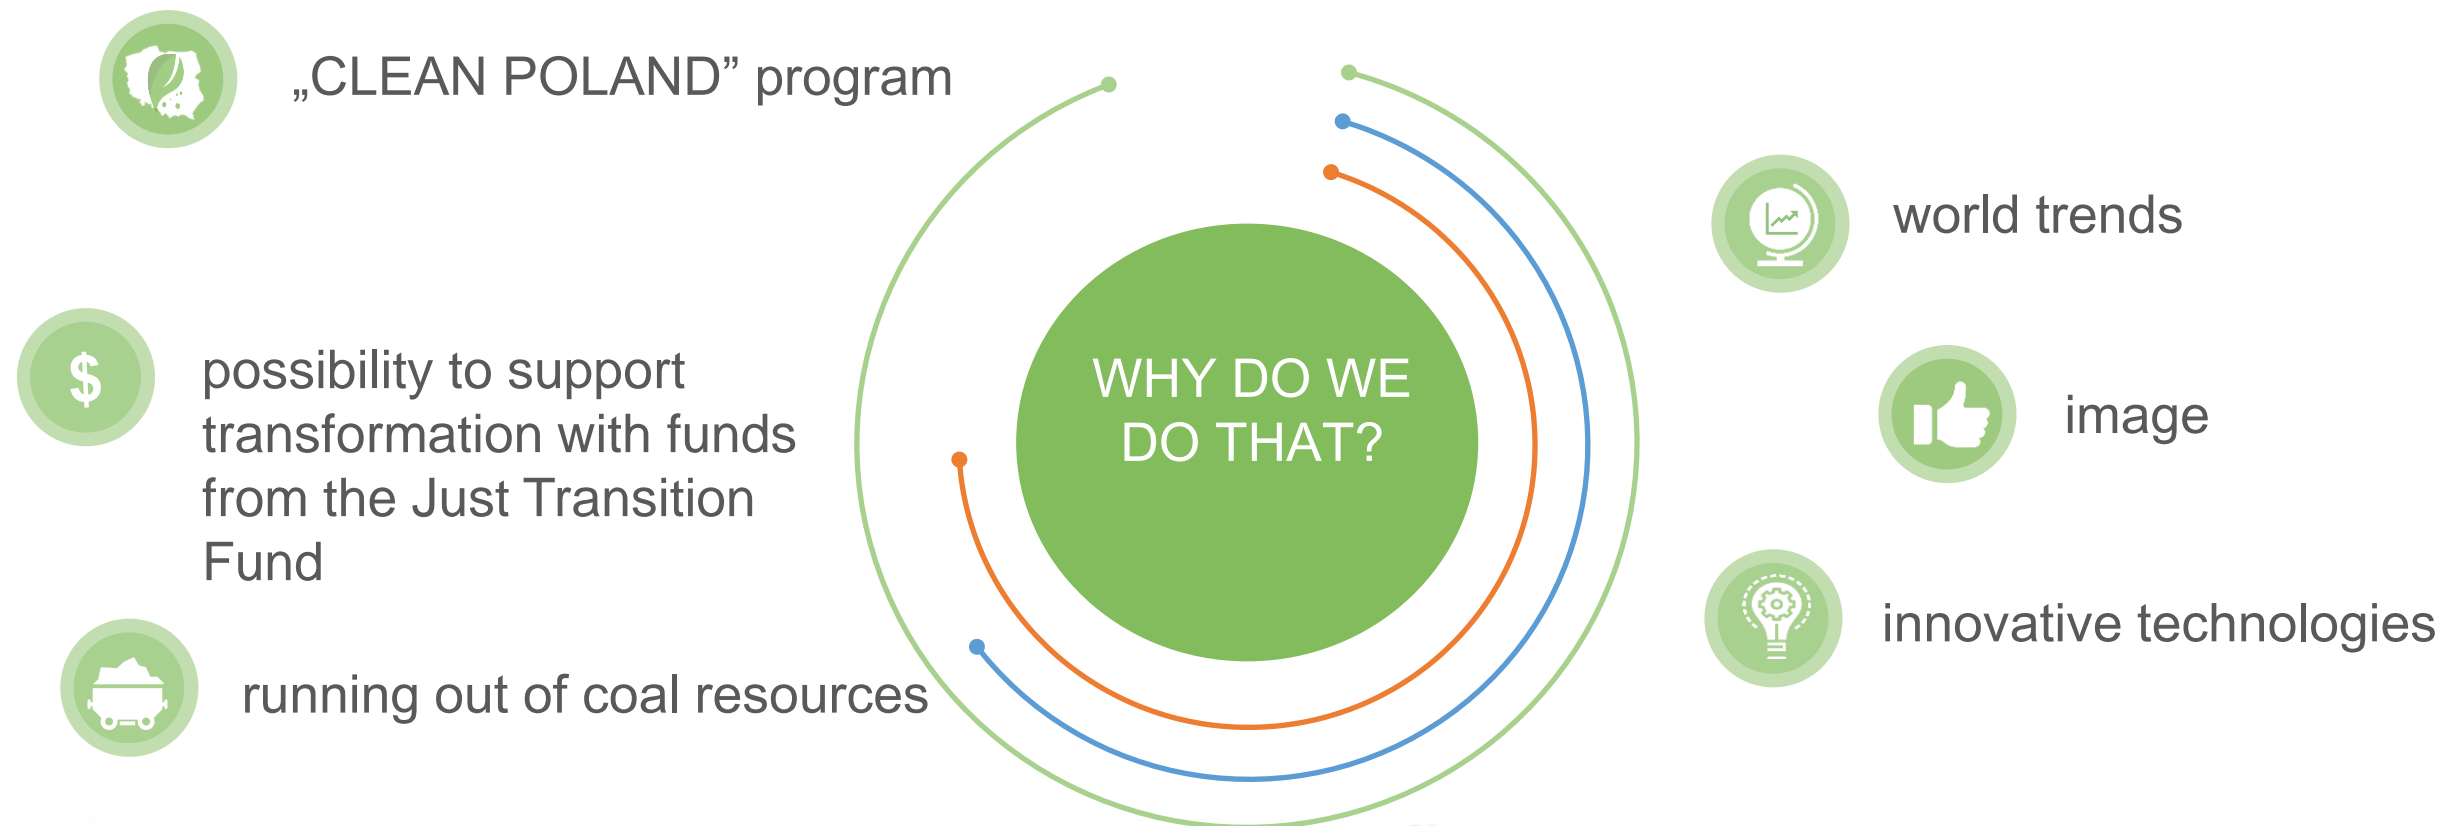 „CLEAN POLAND” program
possibility to support
transformation with funds
from the Just Transition
Fund
running out of coal resources
WHY DO WE
DO THAT?
world trends
image
innovative technologies
$